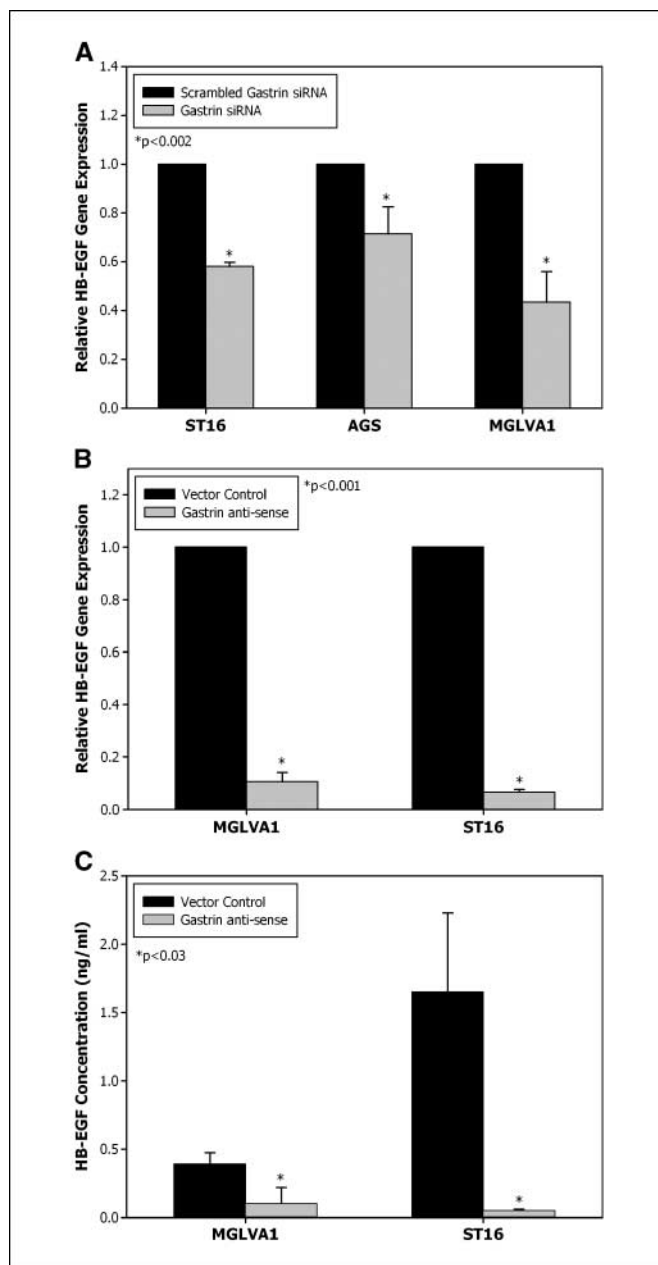 A
1.4
1.2
1.0
0.8
0.6
0.4
0.2
0.0
Relative HB-EGF Gene Expression
Scrambled Gastrin siRNA
Gastrin siRNA
*p<0.002
*
*
*
ST16 AGS MGLVA1
B
1.2
1.0
0.8
0.6
0.4
0.2
0.0
Relative HB-EGF Gene Expression
Vector Control
Gastrin anti-sense
*p<0.001
*
*
MGLVA1 ST16
C
2.5
2.0
1.5
1.0
0.5
0.0
HB-EGF Concentration (ng/ml)
Vector Control
Gastrin anti-sense
*p<0.03
*
*
MGLVA1 ST16